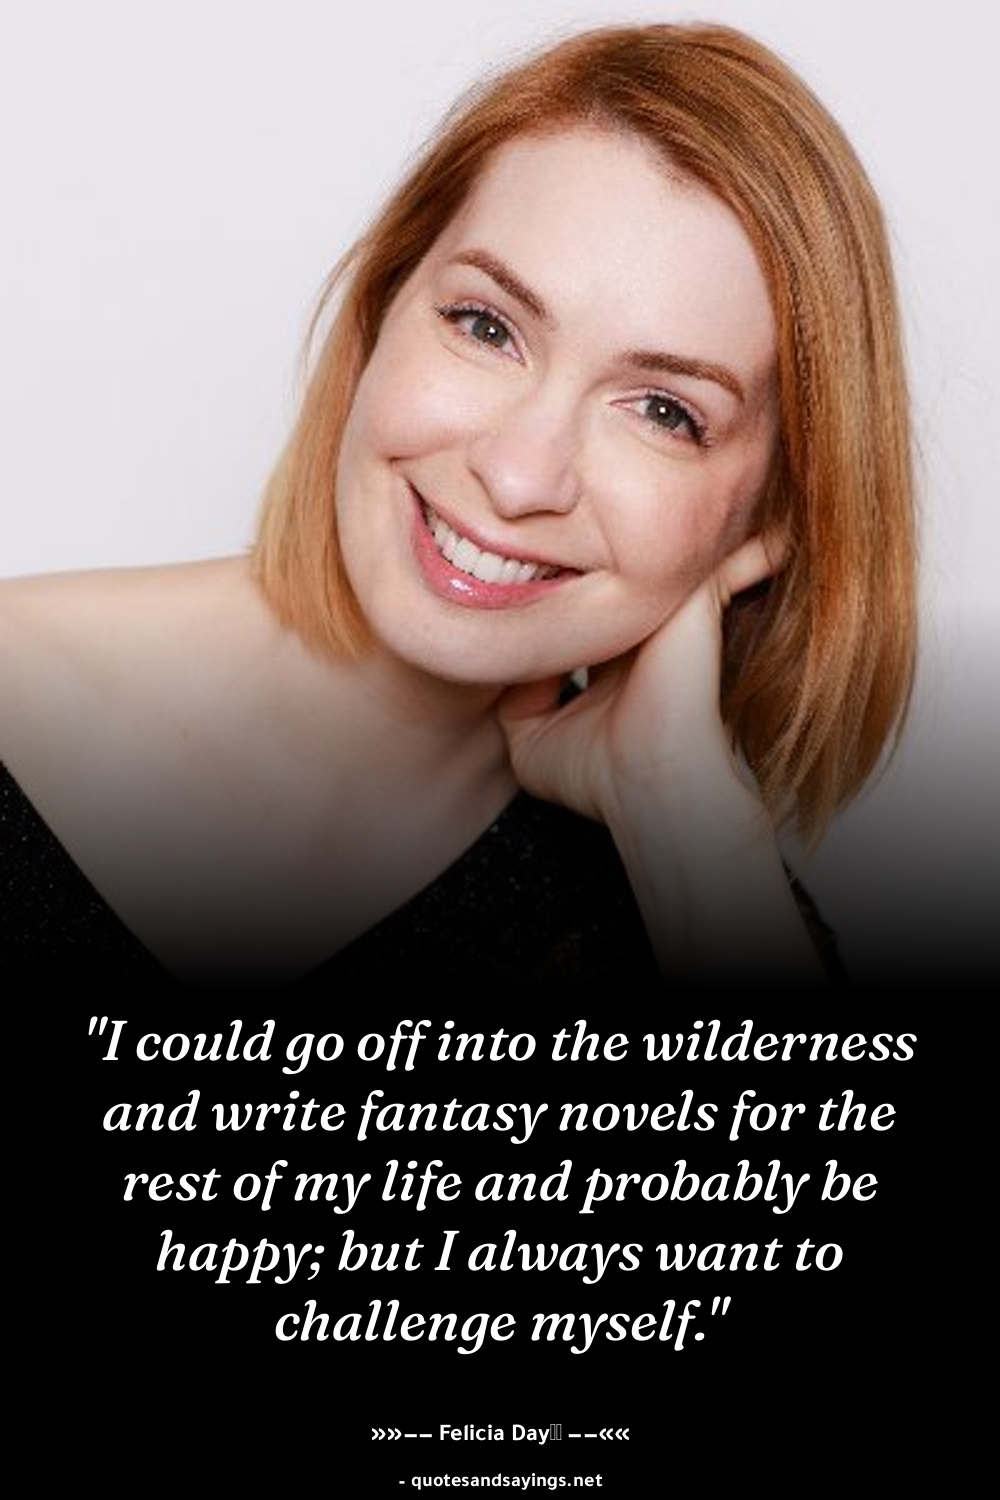 "I could go off into the wilderness
and write fantasy novels for the
rest of my life and probably be
happy; but I always want to
challenge myself."
»»–– Felicia Day ––««
- quotesandsayings.net